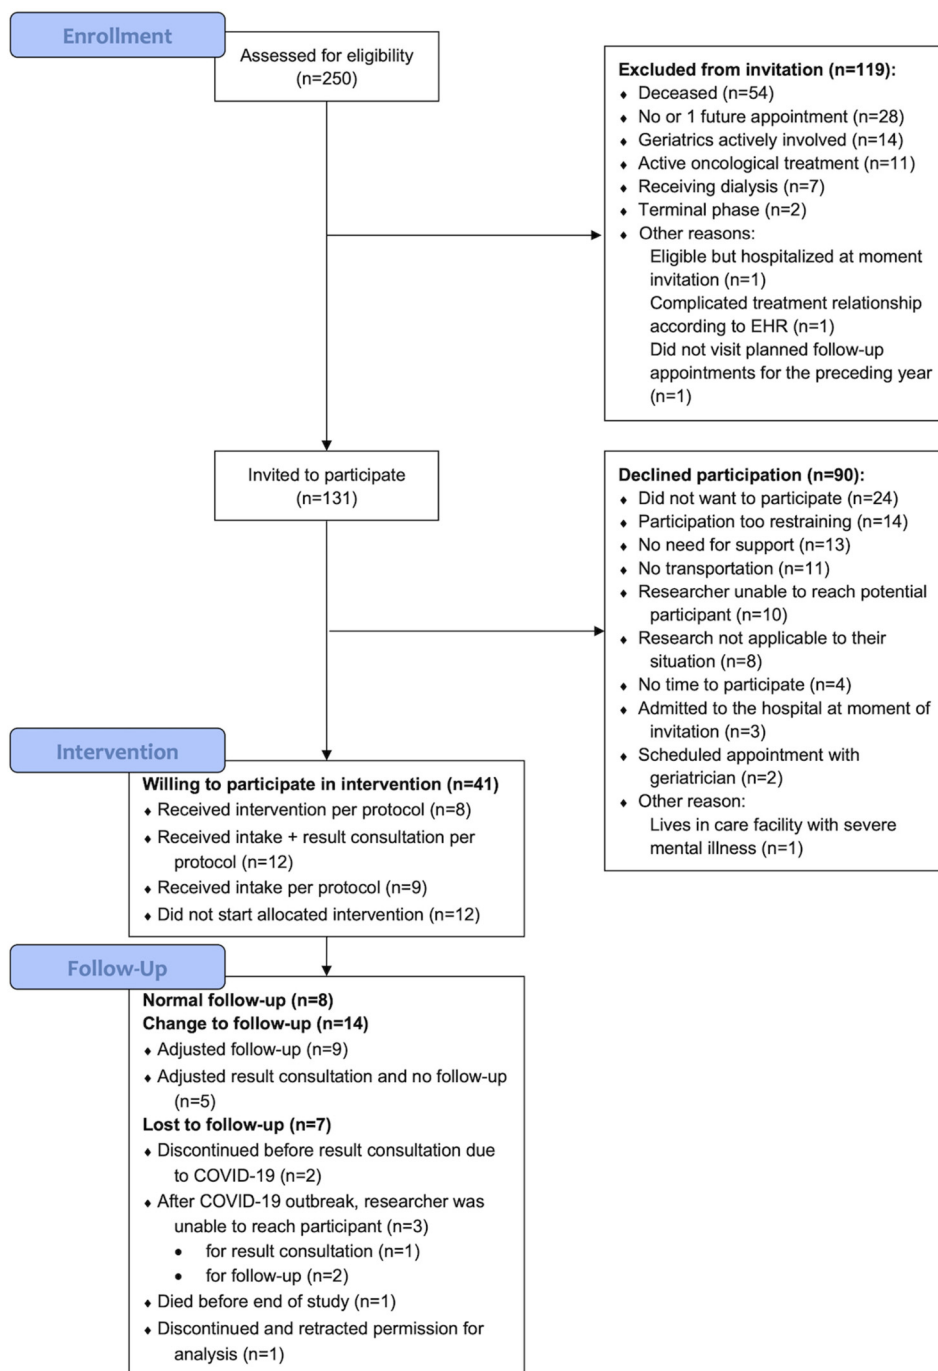 Enrollment
Assessed for eligibility
(n=250)
Excluded from invitation (n=119):
♦ Deceased (n=54)
♦ No or 1 future appointment (n=28)
♦ Geriatrics actively involved (n=14)
♦ Active oncological treatment (n=11)
♦ Receiving dialysis (n=7)
♦ Terminal phase (n=2)
♦ Other reasons:
Eligible but hospitalized at moment
invitation (n=1)
Complicated treatment relationship
according to EHR (n=1)
Did not visit planned follow-up
appointments for the preceding year
(n=1)
Invited to participate
(n=131)
Declined participation (n=90):
♦ Did not want to participate (n=24)
♦ Participation too restraining (n=14)
♦ No need for support (n=13)
♦ No transportation (n=11)
♦ Researcher unable to reach potential
participant (n=10)
♦ Research not applicable to their
situation (n=8)
♦ No time to participate (n=4)
♦ Admitted to the hospital at moment of
invitation (n=3)
♦ Scheduled appointment with
geriatrician (n=2)
♦ Other reason:
Lives in care facility with severe
mental illness (n=1)
Intervention
Willing to participate in intervention (n=41)
♦ Received intervention per protocol (n=8)
♦ Received intake + result consultation per
protocol (n=12)
♦ Received intake per protocol (n=9)
♦ Did not start allocated intervention (n=12)
Follow-Up
Normal follow-up (n=8)
Change to follow-up (n=14)
♦ Adjusted follow-up (n=9)
♦ Adjusted result consultation and no follow-up
(n=5)
Lost to follow-up (n=7)
♦ Discontinued before result consultation due
to COVID-19 (n=2)
♦ After COVID-19 outbreak, researcher was
unable to reach participant (n=3)
• for result consultation (n=1)
• for follow-up (n=2)
♦ Died before end of study (n=1)
♦ Discontinued and retracted permission for
analysis (n=1)